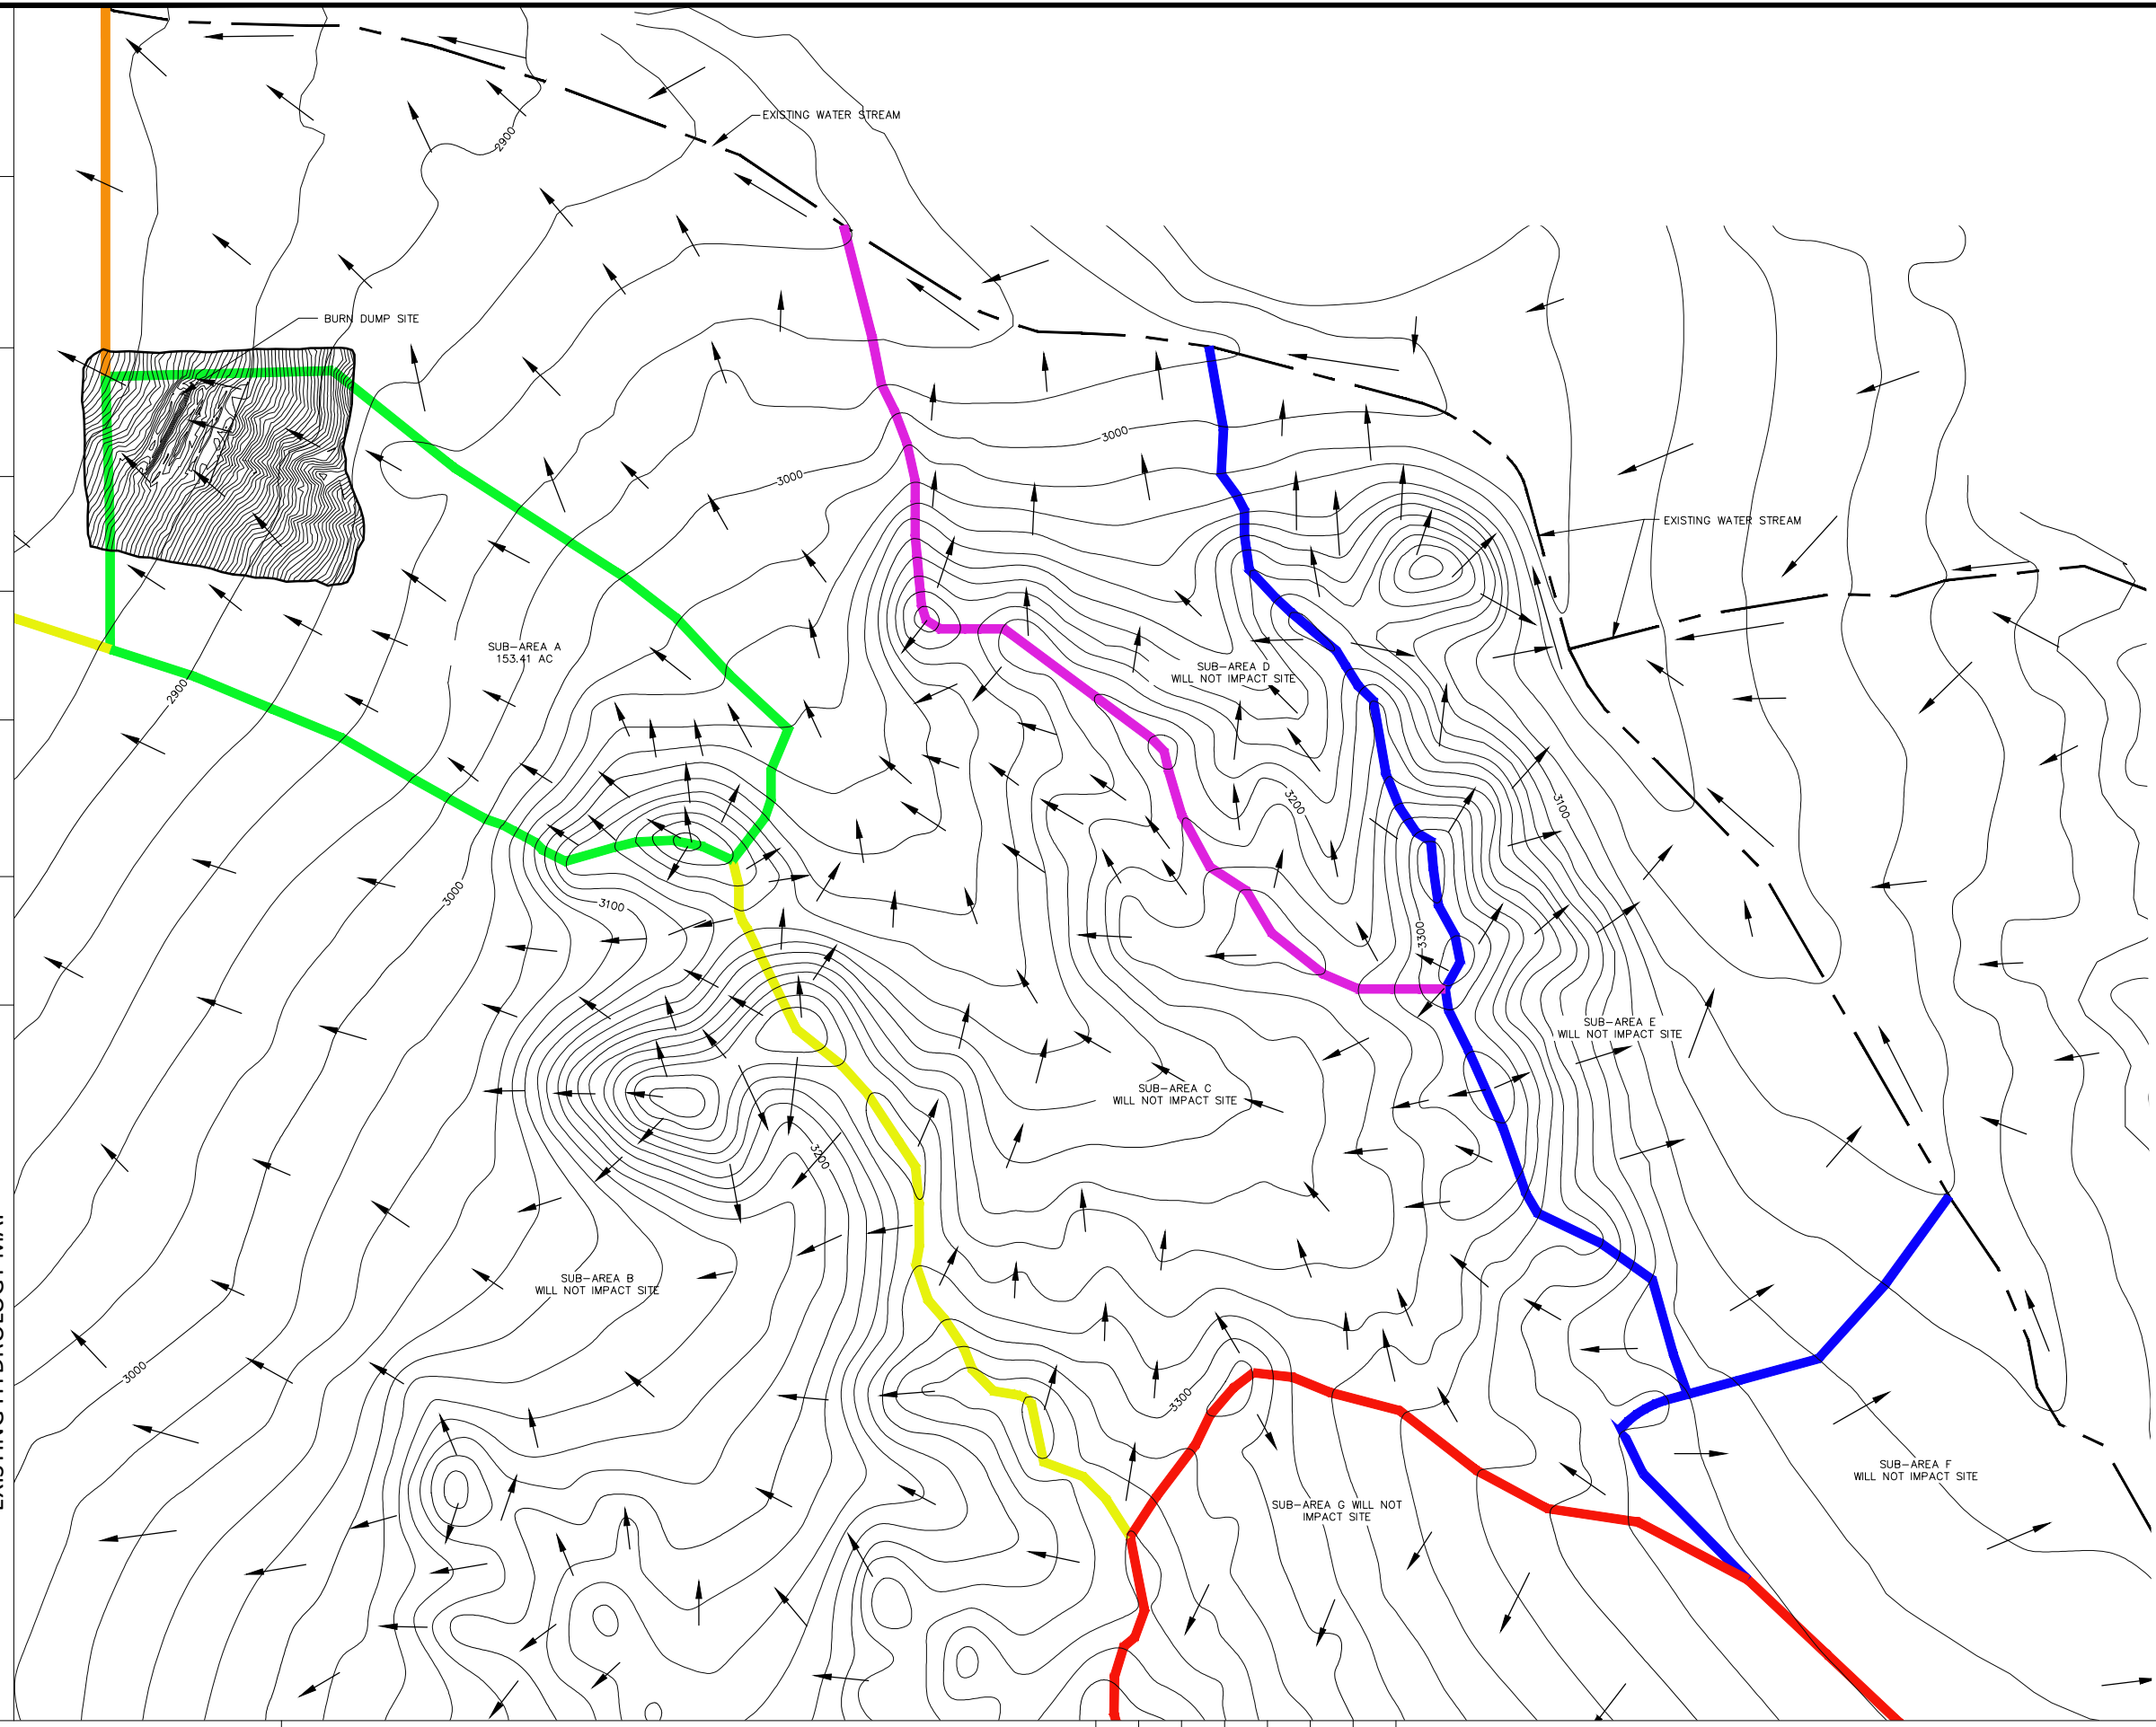 EXISTING WATER STREAM
2900
BURN DUMP SITE
3000
3000
EXISTING WATER STREAM
SUB-AREA A
153.41 AC
SUB-AREA D
WILL NOT IMPACT SITE
2900
3200
3100
3000
3100
3300
SUB-AREA E
WILL NOT IMPACT SITE
SUB-AREA C
WILL NOT IMPACT SITE
3200
SUB-AREA B
WILL NOT IMPACT SITE
3000
3300
SUB-AREA F
WILL NOT IMPACT SITE
SUB-AREA G WILL NOT
IMPACT SITE